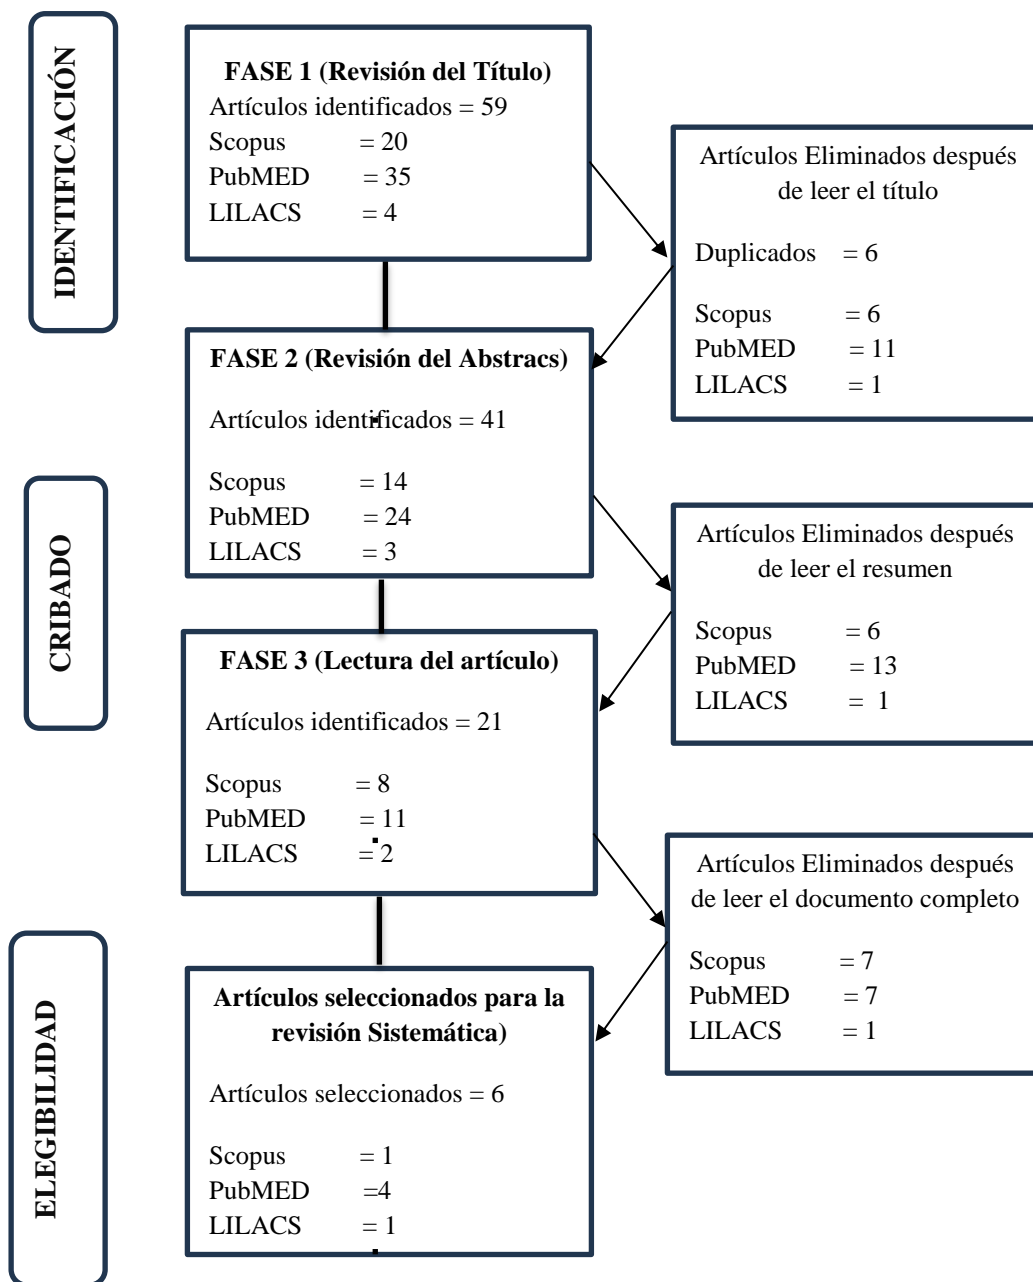 IDENTIFICACIÓN
FASE 1 (Revisión del Título)
Artículos identificados = 59
Scopus = 20
PubMED = 35
LILACS = 4
Artículos Eliminados después
de leer el título
Duplicados = 6
Scopus = 6
PubMED = 11
LILACS = 1
FASE 2 (Revisión del Abstracs)
Artículos identificados = 41
Scopus = 14
PubMED = 24
LILACS = 3
CRIBADO
Artículos Eliminados después
de leer el resumen
Scopus = 6
PubMED = 13
LILACS = 1
FASE 3 (Lectura del artículo)
Artículos identificados = 21
Scopus = 8
PubMED = 11
LILACS = 2
Artículos Eliminados después
de leer el documento completo
Scopus = 7
PubMED = 7
LILACS = 1
ELEGIBILIDAD
Artículos seleccionados para la
revisión Sistemática)
Artículos seleccionados = 6
Scopus = 1
PubMED =4
LILACS = 1